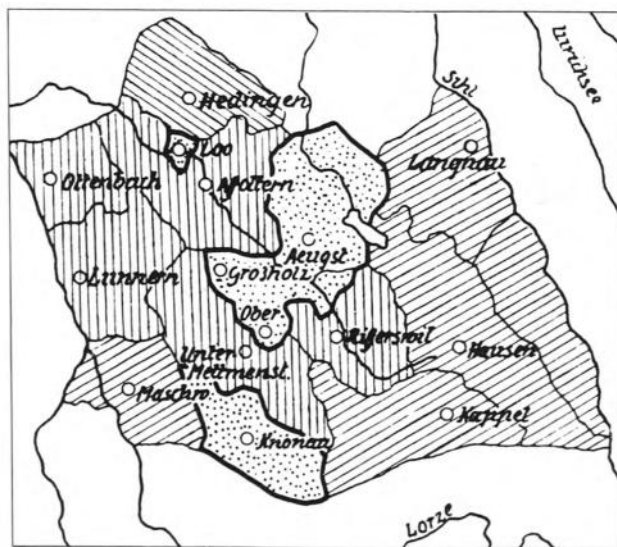 Hedingen
Sihl
Zürichsee
Loo
Langnau
Ottenbach
Affoltern
Aeugst
Lunnern
Großholz
Ober
Rifferswil
Unter
Mettmenst.
Hausen
Maschw.
Kappel
Knonau
Lorze